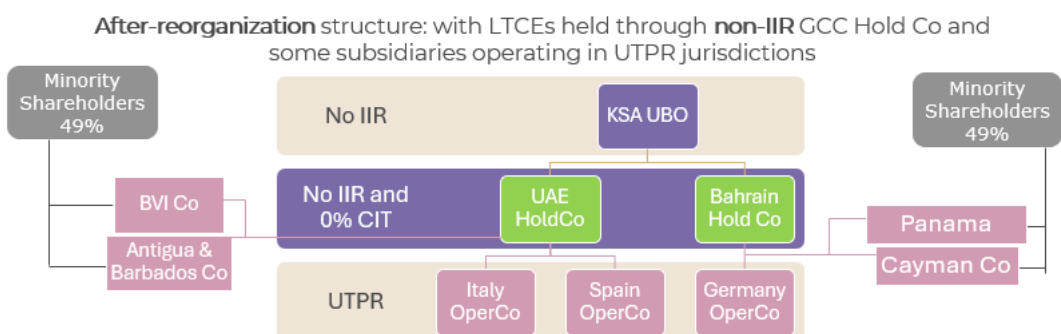 After-reorganization structure: with LTCEs held through non-IIR GCC Hold Co and
some subsidiaries operating in UTPR jurisdictions
Minority
Shareholders
49%
Minority
Shareholders
49%
No IIR
KSA UBO
No IIR and
0% CIT
UAE
HoldCo
Bahrain
Hold Co
BVI Co
Antigua &
Barbados Co
Panama
Cayman Co
UTPR
Italy
OperCo
Spain
OperCo
Germany
OperCo